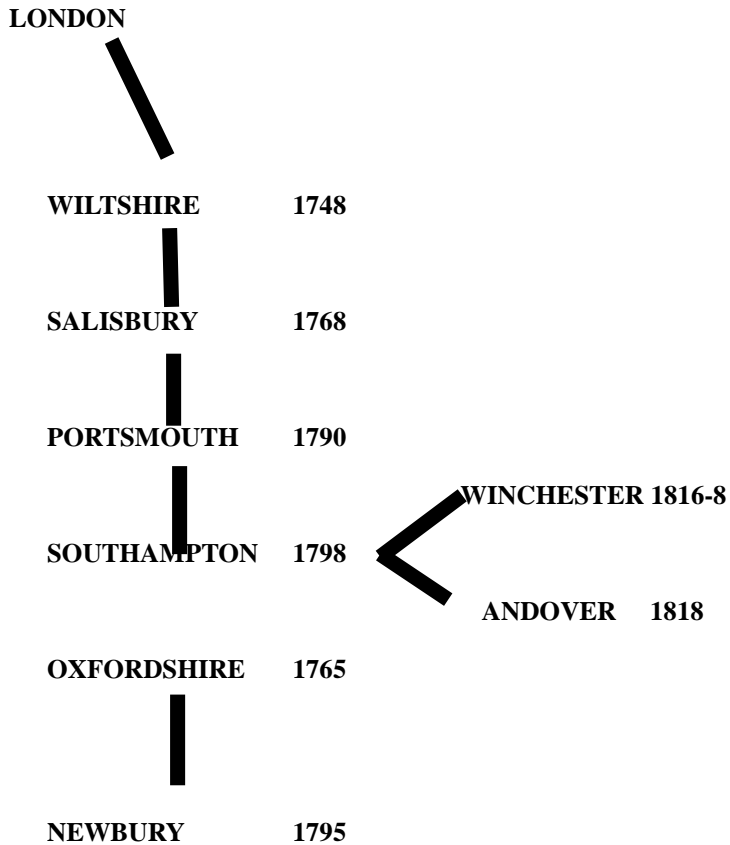 LONDON
WILTSHIRE 1748
SALISBURY 1768
PORTSMOUTH 1790
WINCHESTER 1816-8
SOUTHAMPTON 1798
ANDOVER 1818
OXFORDSHIRE 1765
NEWBURY 1795